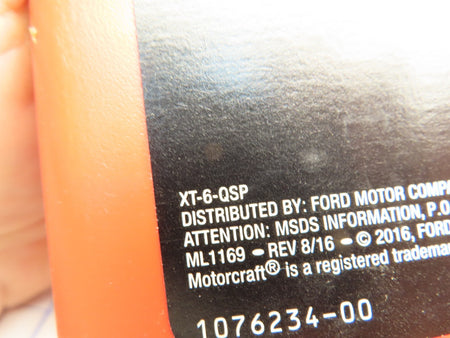 XT-6-QSP
DISTRIBUTED BY: FORD MOTOR
ATTENTION: MSDS INFORMATION, P.O.
ML1169 • REV 8/16 • © 2016, FORD
Motorcraft® is a registered
1076234-00